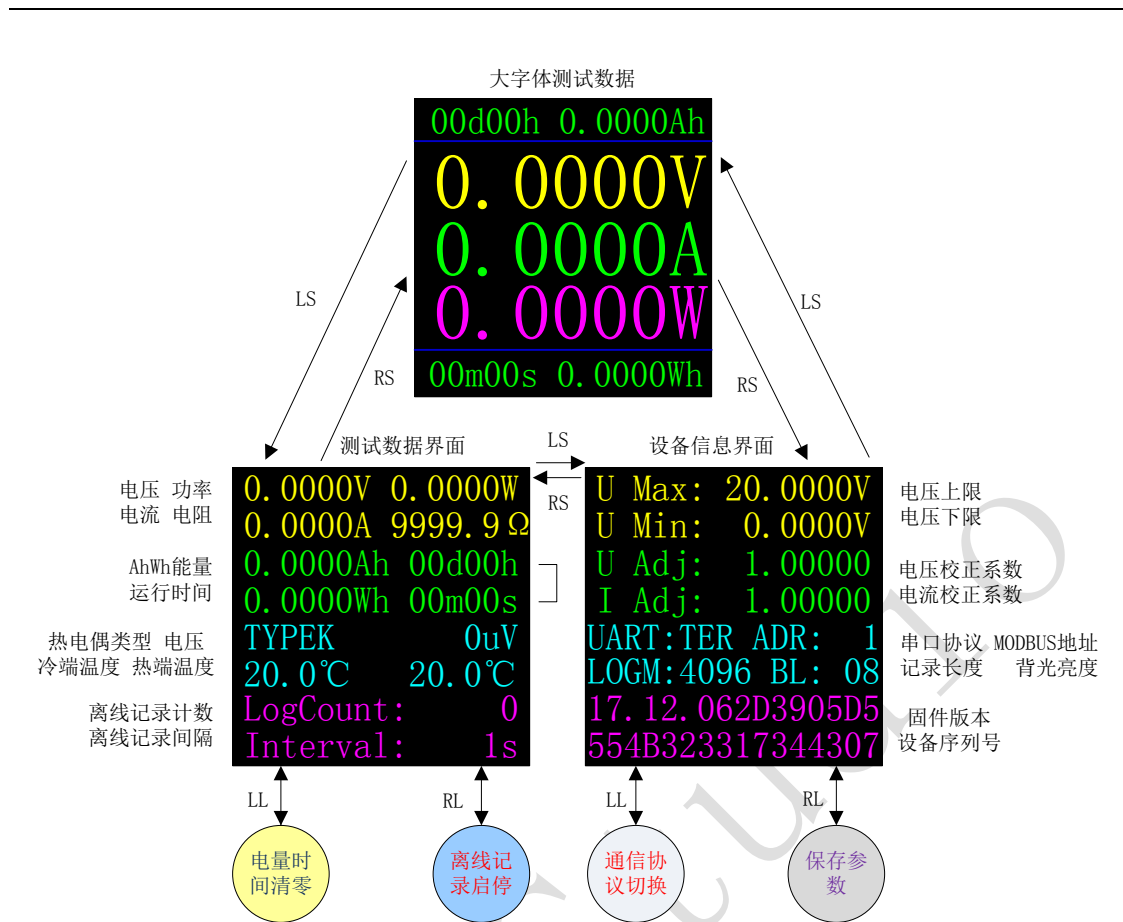 大字体测试数据
00d00h 0.0000Ah
0.0000V
0.0000A
0.0000W
00m00s 0.0000Wh
LS
RS
LS
RS
测试数据界面
LS
RS
设备信息界面
电压 功率
电流 电阻
AhWh能量
运行时间
热电偶类型 电压
冷端温度 热端温度
离线记录计数
离线记录间隔
0.0000V 0.0000W
0.0000A 9999.9Ω
0.0000Ah 00d00h
0.0000Wh 00m00s
TYPEK 0uV
20.0℃ 20.0℃
LogCount: 0
Interval: 1s
U Max: 20.0000V
U Min: 0.0000V
U Adj: 1.00000
I Adj: 1.00000
UART:TER ADR: 1
LOGM:4096 BL: 08
17.12.062D3905D5
554B323317344307
电压上限
电压下限
电压校正系数
电流校正系数
串口协议 MODBUS地址
记录长度 背光亮度
固件版本
设备序列号
LL
RL
LL
RL
电量时
间清零
离线记
录启停
通信协
议切换
保存参
数